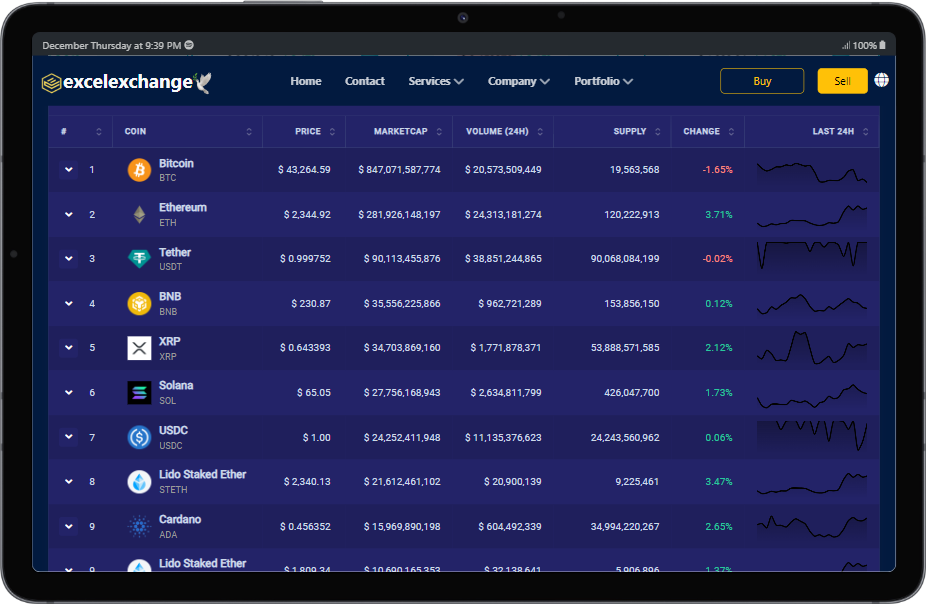 December Thursday at 9:39 PM
100%
excelexchange
Home Contact Services Company Portfolio Buy Sell
# COIN PRICE MARKETCAP VOLUME (24H) SUPPLY CHANGE LAST 24H
1 Bitcoin BTC $ 43,264.59 $ 847,071,587,774 $ 20,573,509,449 19,563,568 -1.65%
2 Ethereum ETH $ 2,344.92 $ 281,926,148,197 $ 24,313,181,274 120,222,913 3.71%
3 Tether USDT $ 0.999752 $ 90,113,455,876 $ 38,851,244,865 90,068,084,199 -0.02%
4 BNB BNB $ 230.87 $ 35,556,225,866 $ 962,721,289 153,856,150 0.12%
5 XRP XRP $ 0.643393 $ 34,703,869,160 $ 1,771,878,371 53,888,571,585 2.12%
6 Solana SOL $ 65.05 $ 27,756,168,943 $ 2,634,811,799 426,047,700 1.73%
7 USDC USDC $ 1.00 $ 24,252,411,948 $ 11,135,376,623 24,243,560,962 0.06%
8 Lido Staked Ether STETH $ 2,340.13 $ 21,612,461,102 $ 20,900,139 9,225,461 3.47%
9 Cardano ADA $ 0.456352 $ 15,969,890,198 $ 604,492,339 34,994,220,267 2.65%
9 Lido Staked Ether $ 1,809.34 $ 10,690,165,353 $ 32,138,641 5,906,896 1.37%